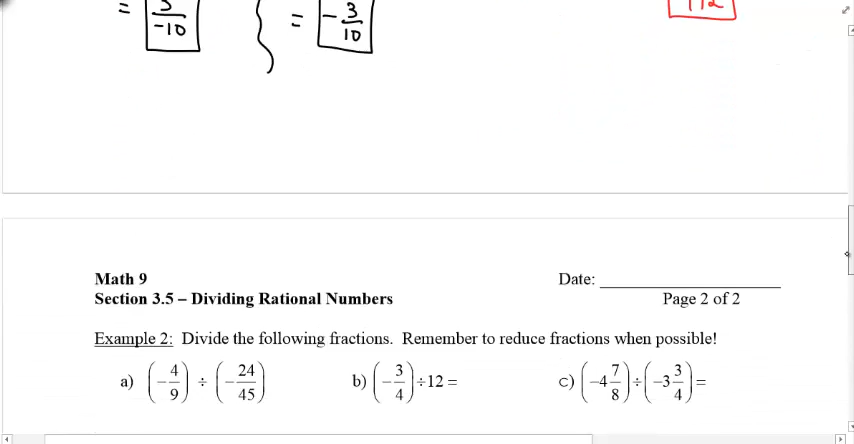 = 3/-10 = - 3/10
Math 9 Date: ____________
Section 3.5 – Dividing Rational Numbers Page 2 of 2
Example 2: Divide the following fractions. Remember to reduce fractions when possible!
a) (-4/9) ÷ (-24/45) b) (-3/4) ÷ 12 = c) (-4 7/8) ÷ (-3 3/4) =